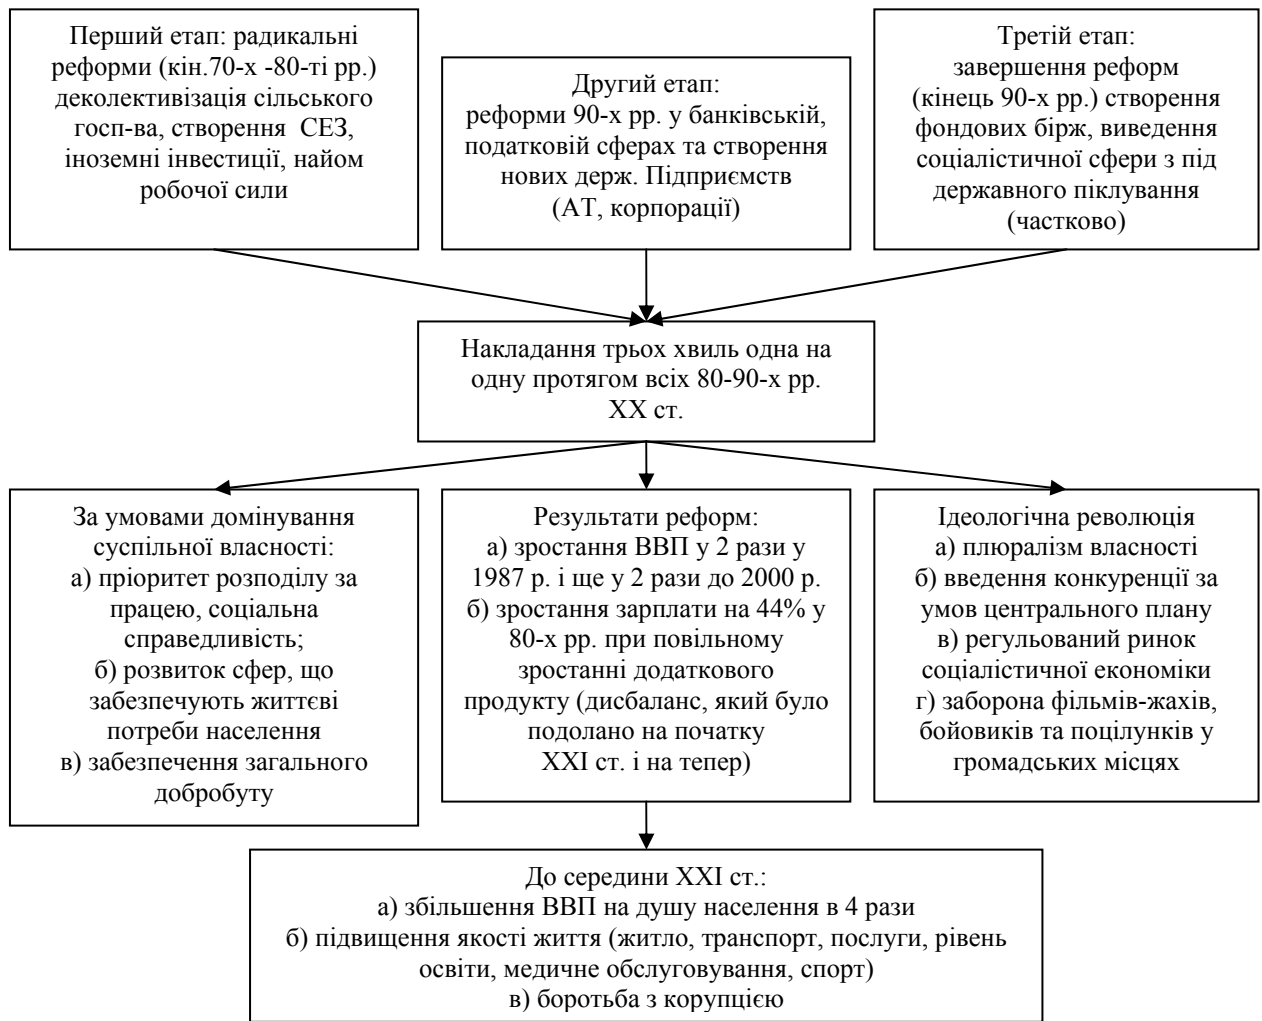 Перший етап: радикальні
реформи (кін.70-х -80-ті рр.)
деколективізація сільського
госп-ва, створення СЕЗ,
іноземні інвестиції, найом
робочої сили
Другий етап:
реформи 90-х рр. у банківській,
податковій сферах та створення
нових держ. Підприємств
(АТ, корпорації)
Третій етап:
завершення реформ
(кінець 90-х рр.) створення
фондових бірж, виведення
соціалістичної сфери з під
державного піклування
(частково)
Накладання трьох хвиль одна на
одну протягом всіх 80-90-х рр.
ХХ ст.
За умовами домінування
суспільної власності:
а) пріоритет розподілу за
працею, соціальна
справедливість;
б) розвиток сфер, що
забезпечують життєві
потреби населення
в) забезпечення загального
добробуту
Результати реформ:
а) зростання ВВП у 2 рази у
1987 р. і ще у 2 рази до 2000 р.
б) зростання зарплати на 44% у
80-х рр. при повільному
зростанні додаткового
продукту (дисбаланс, який було
подолано на початку
ХХІ ст. і на тепер)
Ідеологічна революція
а) плюралізм власності
б) введення конкуренції за
умов центрального плану
в) регульований ринок
соціалістичної економіки
г) заборона фільмів-жахів,
бойовиків та поцілунків у
громадських місцях
До середини ХХІ ст.:
а) збільшення ВВП на душу населення в 4 рази
б) підвищення якості життя (житло, транспорт, послуги, рівень
освіти, медичне обслуговування, спорт)
в) боротьба з корупцією